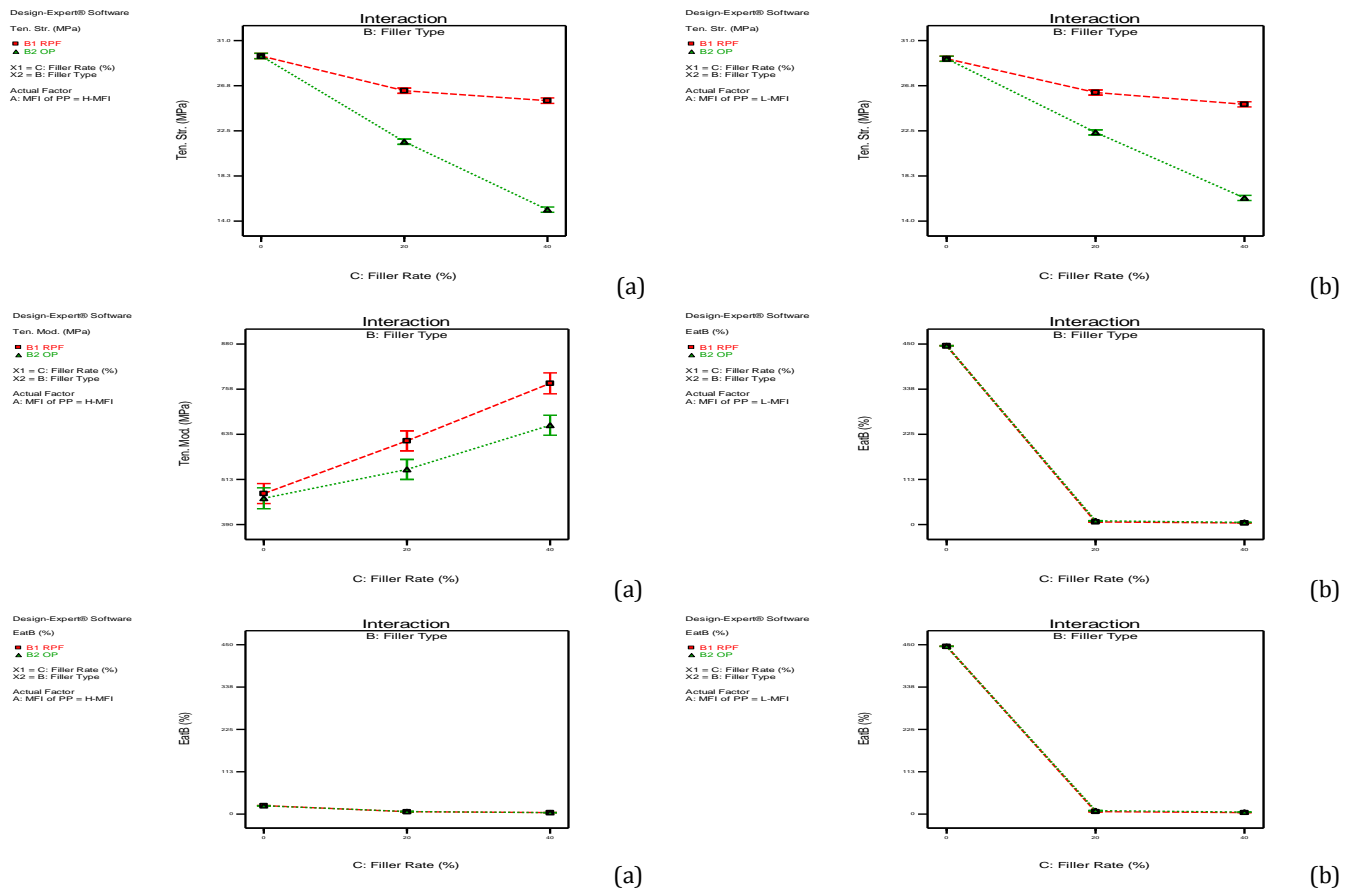 Design-Expert® Software
Ten. Str. (MPa)
B1 RPF
B2 OP
X1 = C: Filler Rate (%)
X2 = B: Filler Type
Actual Factor
A: MFI of PP = H-MFI
Interaction
B: Filler Type
31.0
26.8
22.5
18.3
14.0
Ten. Str. (MPa)
0
20
40
C: Filler Rate (%)
(a)
Design-Expert® Software
Ten. Str. (MPa)
B1 RPF
B2 OP
X1 = C: Filler Rate (%)
X2 = B: Filler Type
Actual Factor
A: MFI of PP = L-MFI
Interaction
B: Filler Type
31.0
26.8
22.5
18.3
14.0
Ten. Str. (MPa)
0
20
40
C: Filler Rate (%)
(b)
Design-Expert® Software
Ten. Mod. (MPa)
B1 RPF
B2 OP
X1 = C: Filler Rate (%)
X2 = B: Filler Type
Actual Factor
A: MFI of PP = H-MFI
Interaction
B: Filler Type
880
758
635
513
390
Ten. Mod. (MPa)
0
20
40
C: Filler Rate (%)
(a)
Design-Expert® Software
EatB (%)
B1 RPF
B2 OP
X1 = C: Filler Rate (%)
X2 = B: Filler Type
Actual Factor
A: MFI of PP = L-MFI
Interaction
B: Filler Type
450
338
225
113
0
EatB (%)
0
20
40
C: Filler Rate (%)
(b)
Design-Expert® Software
EatB (%)
B1 RPF
B2 OP
X1 = C: Filler Rate (%)
X2 = B: Filler Type
Actual Factor
A: MFI of PP = H-MFI
Interaction
B: Filler Type
450
338
225
113
0
EatB (%)
0
20
40
C: Filler Rate (%)
(a)
Design-Expert® Software
EatB (%)
B1 RPF
B2 OP
X1 = C: Filler Rate (%)
X2 = B: Filler Type
Actual Factor
A: MFI of PP = L-MFI
Interaction
B: Filler Type
450
338
225
113
0
EatB (%)
0
20
40
C: Filler Rate (%)
(b)